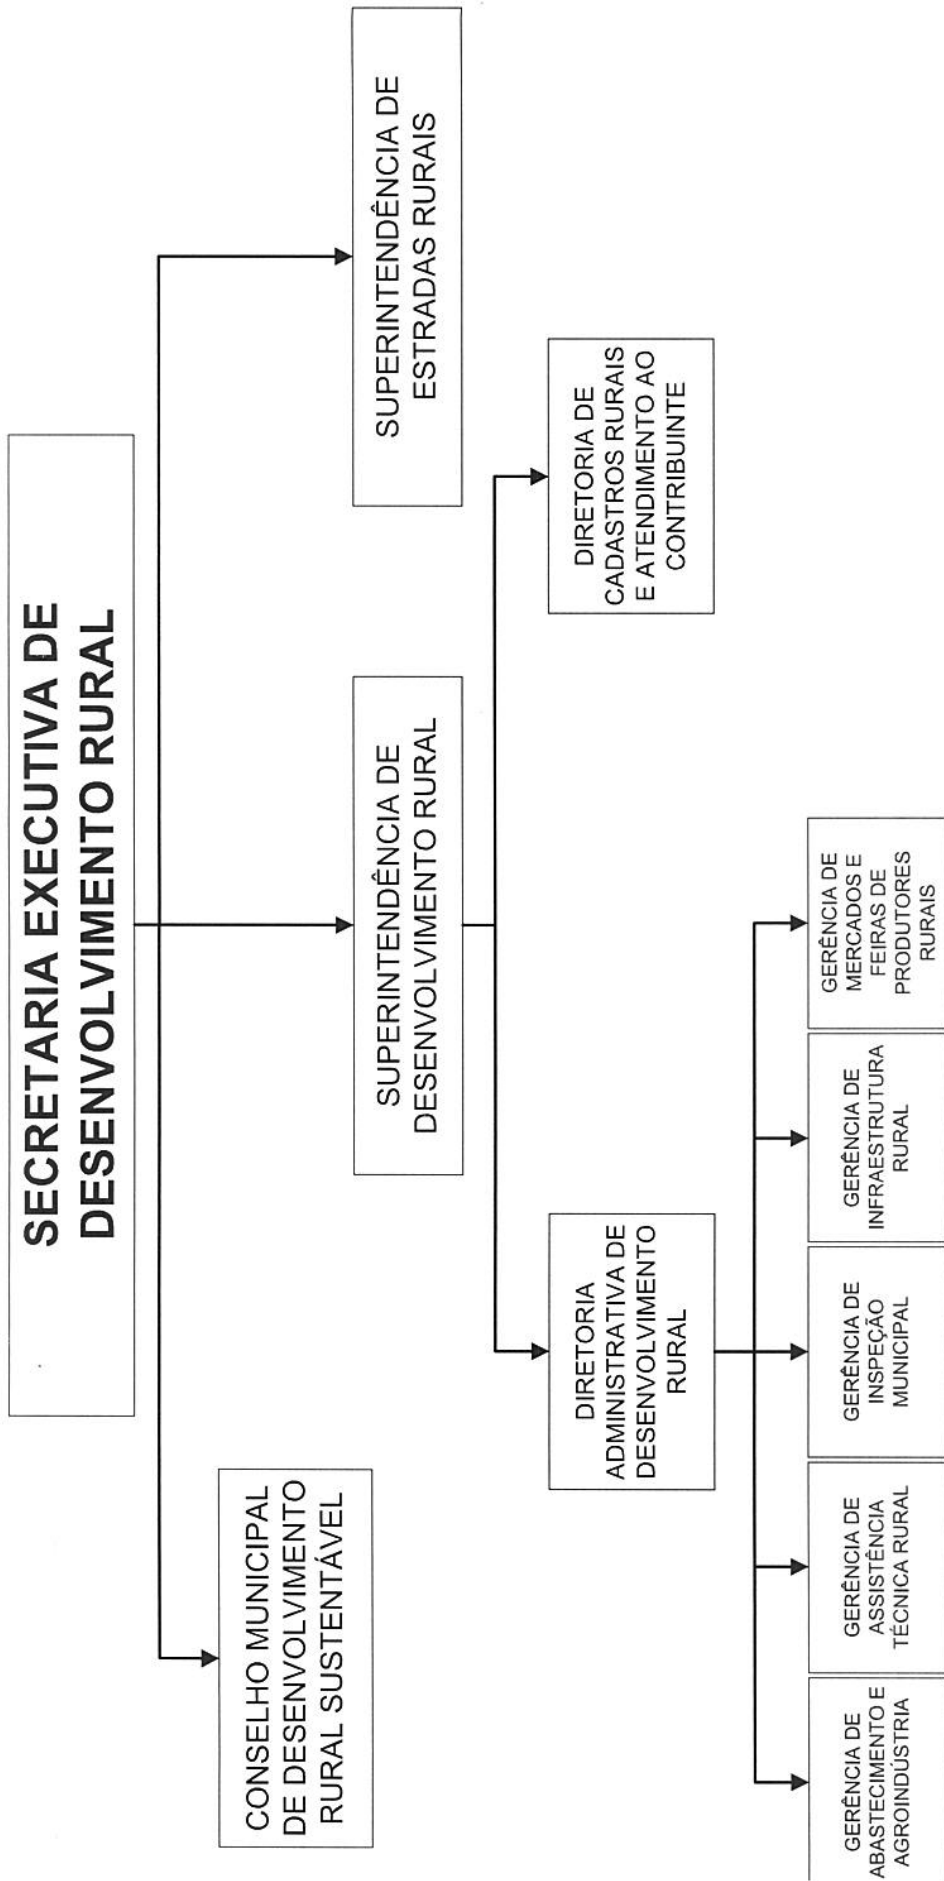 SECRETARIA EXECUTIVA DE
DESENVOLVIMENTO RURAL
CONSELHO MUNICIPAL
DE DESENVOLVIMENTO
RURAL SUSTENTÁVEL
SUPERINTENDÊNCIA DE
DESENVOLVIMENTO RURAL
SUPERINTENDÊNCIA DE
ESTRADAS RURAIS
DIRETORIA
ADMINISTRATIVA DE
DESENVOLVIMENTO
RURAL
DIRETORIA DE
CADASTROS RURAIS
E ATENDIMENTO AO
CONTRIBUINTE
GERÊNCIA DE
ABASTECIMENTO E
AGROINDÚSTRIA
GERÊNCIA DE
ASSISTÊNCIA
TÉCNICA RURAL
GERÊNCIA DE
INSPEÇÃO
MUNICIPAL
GERÊNCIA DE
INFRAESTRUTURA
RURAL
GERÊNCIA DE
MERCADOS E
FEIRAS DE
PRODUTORES
RURAIS